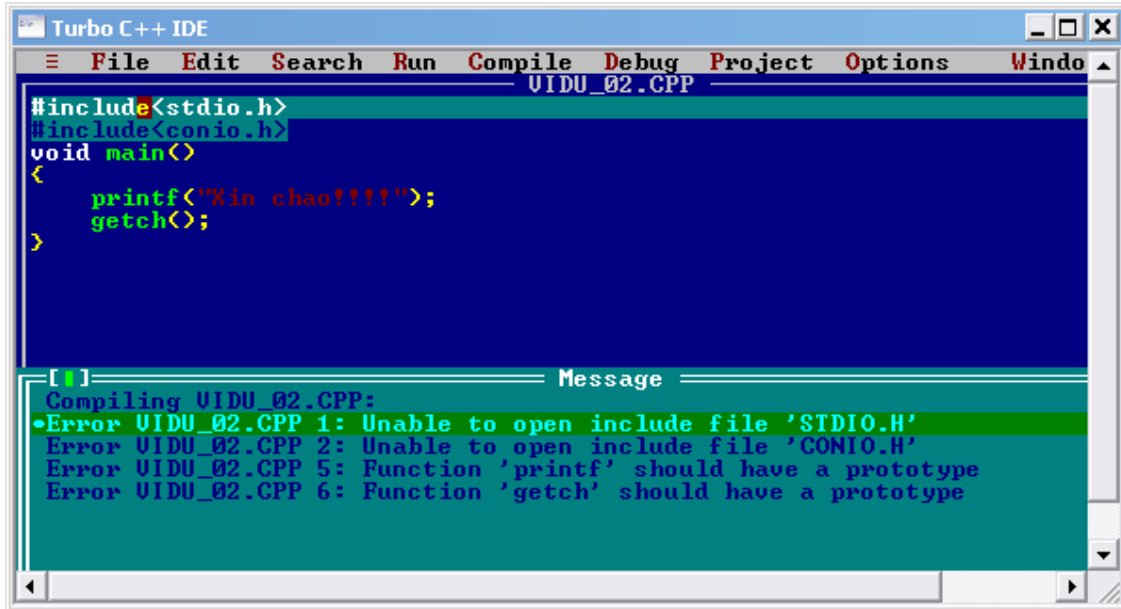 Turbo C++ IDE
≡ File Edit Search Run Compile Debug Project Options Windo
VIDU_02.CPP
#include<stdio.h>
#include<conio.h>
void main()
{
printf("Xin chao!!!!");
getch();
}
[ ] Message
Compiling VIDU_02.CPP:
•Error VIDU_02.CPP 1: Unable to open include file 'STDIO.H'
Error VIDU_02.CPP 2: Unable to open include file 'CONIO.H'
Error VIDU_02.CPP 5: Function 'printf' should have a prototype
Error VIDU_02.CPP 6: Function 'getch' should have a prototype